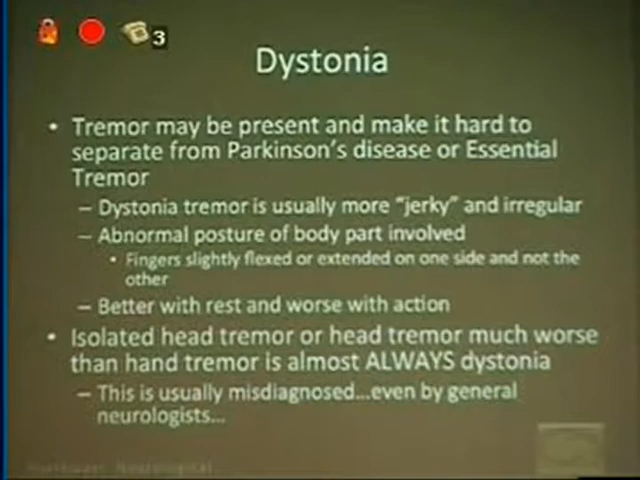 3
Dystonia
• Tremor may be present and make it hard to
separate from Parkinson's disease or Essential
Tremor
– Dystonia tremor is usually more "jerky" and irregular
– Abnormal posture of body part involved
• Fingers slightly flexed or extended on one side and not the
other
– Better with rest and worse with action
• Isolated head tremor or head tremor much worse
than hand tremor is almost ALWAYS dystonia
– This is usually misdiagnosed...even by general
neurologists...
Northwest Neurological